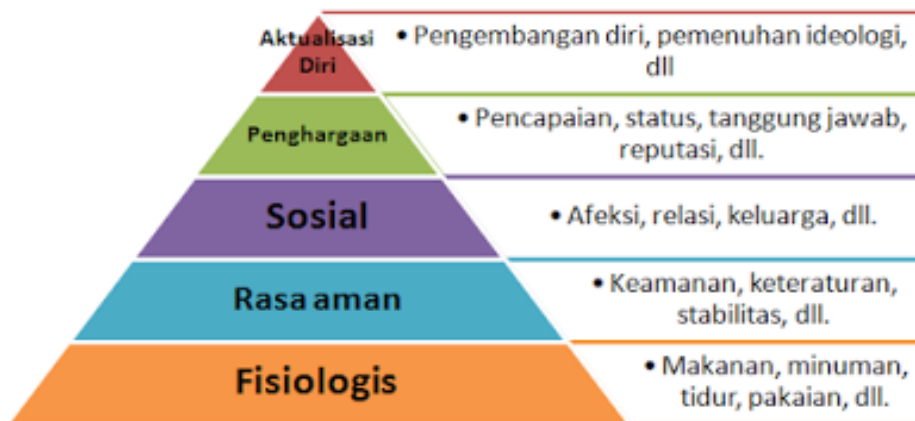 Aktualisasi
Diri
• Pengembangan diri, pemenuhan ideologi,
dll
Penghargaan
• Pencapaian, status, tanggung jawab,
reputasi, dll.
Sosial
• Afeksi, relasi, keluarga, dll.
Rasa aman
• Keamanan, keteraturan,
stabilitas, dll.
Fisiologis
• Makanan, minuman,
tidur, pakaian, dll.